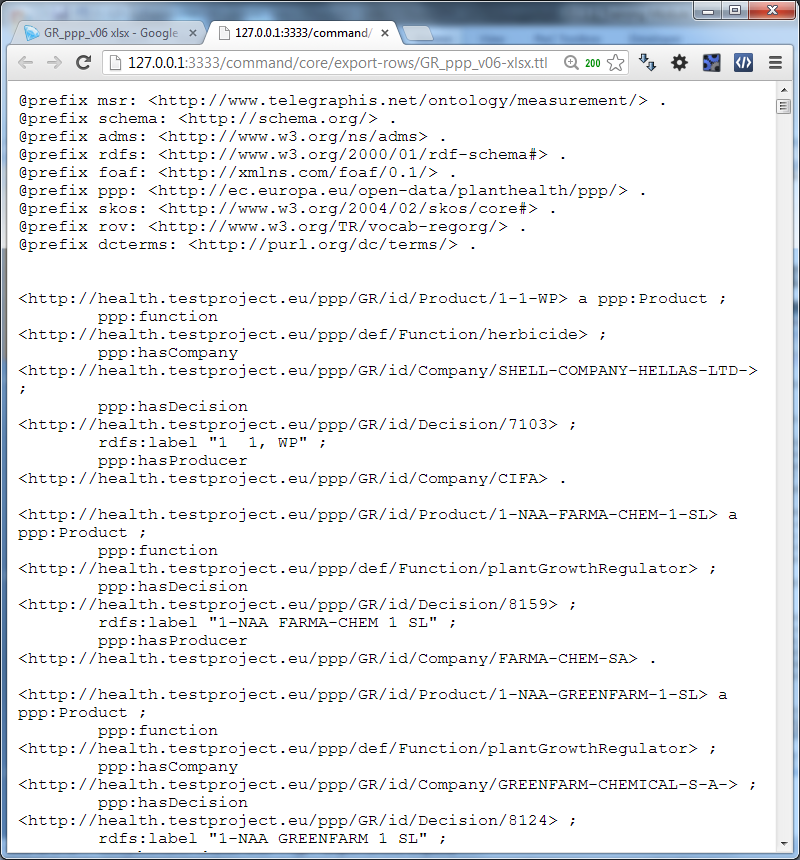 GR_ppp_v06 xlsx - Google
127.0.0.1:3333/command/
127.0.0.1:3333/command/core/export-rows/GR_ppp_v06-xlsx.ttl
200
@prefix msr: <http://www.telegraphis.net/ontology/measurement/> .
@prefix schema: <http://schema.org/> .
@prefix adms: <http://www.w3.org/ns/adms> .
@prefix rdfs: <http://www.w3.org/2000/01/rdf-schema#> .
@prefix foaf: <http://xmlns.com/foaf/0.1/> .
@prefix ppp: <http://ec.europa.eu/open-data/planthealth/ppp/> .
@prefix skos: <http://www.w3.org/2004/02/skos/core#> .
@prefix rov: <http://www.w3.org/TR/vocab-regorg/> .
@prefix dcterms: <http://purl.org/dc/terms/> .
<http://health.testproject.eu/ppp/GR/id/Product/1-1-WP> a ppp:Product ;
ppp:function
<http://health.testproject.eu/ppp/def/Function/herbicide> ;
ppp:hasCompany
<http://health.testproject.eu/ppp/GR/id/Company/SHELL-COMPANY-HELLAS-LTD->
;
ppp:hasDecision
<http://health.testproject.eu/ppp/GR/id/Decision/7103> ;
rdfs:label "1  1, WP" ;
ppp:hasProducer
<http://health.testproject.eu/ppp/GR/id/Company/CIFA> .
<http://health.testproject.eu/ppp/GR/id/Product/1-NAA-FARMA-CHEM-1-SL> a
ppp:Product ;
ppp:function
<http://health.testproject.eu/ppp/def/Function/plantGrowthRegulator> ;
ppp:hasDecision
<http://health.testproject.eu/ppp/GR/id/Decision/8159> ;
rdfs:label "1-NAA FARMA-CHEM 1 SL" ;
ppp:hasProducer
<http://health.testproject.eu/ppp/GR/id/Company/FARMA-CHEM-SA> .
<http://health.testproject.eu/ppp/GR/id/Product/1-NAA-GREENFARM-1-SL> a
ppp:Product ;
ppp:function
<http://health.testproject.eu/ppp/def/Function/plantGrowthRegulator> ;
ppp:hasCompany
<http://health.testproject.eu/ppp/GR/id/Company/GREENFARM-CHEMICAL-S-A-> ;
ppp:hasDecision
<http://health.testproject.eu/ppp/GR/id/Decision/8124> ;
rdfs:label "1-NAA GREENFARM 1 SL" ;